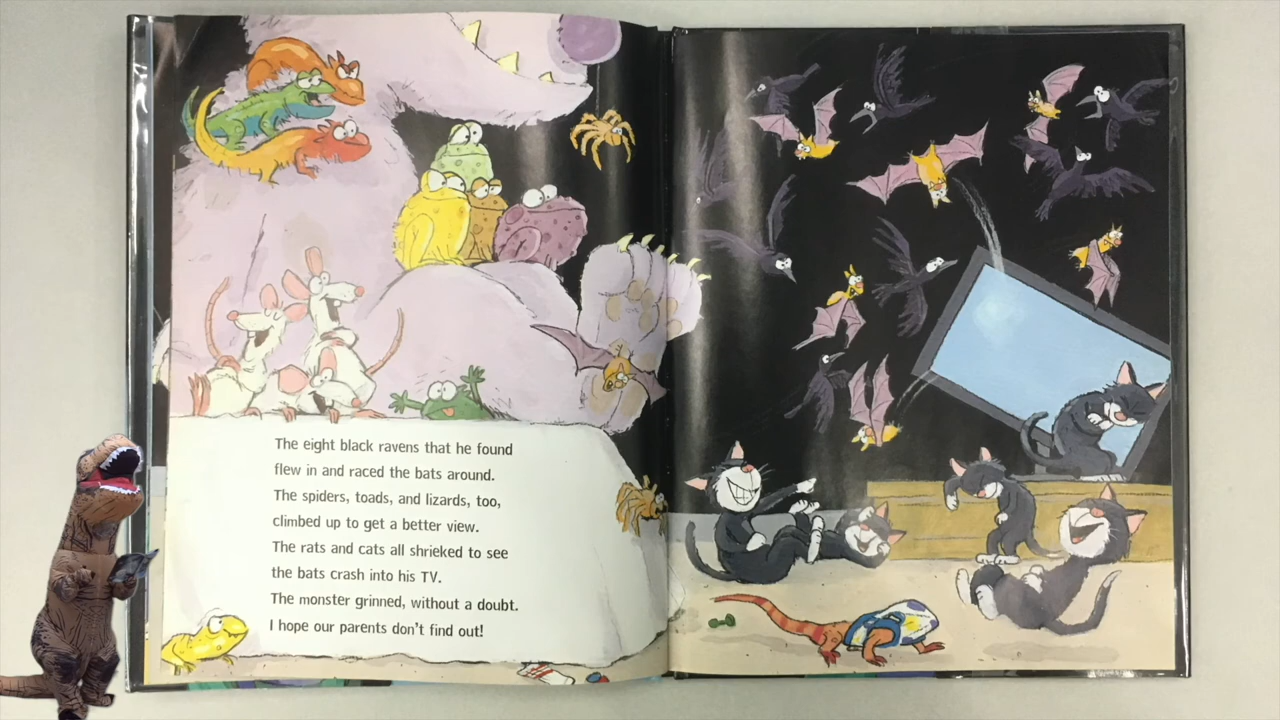 The eight black ravens that he found
flew in and raced the bats around.
The spiders, toads, and lizards, too,
climbed up to get a better view.
The rats and cats all shrieked to see
the bats crash into his TV.
The monster grinned, without a doubt.
I hope our parents don't find out!